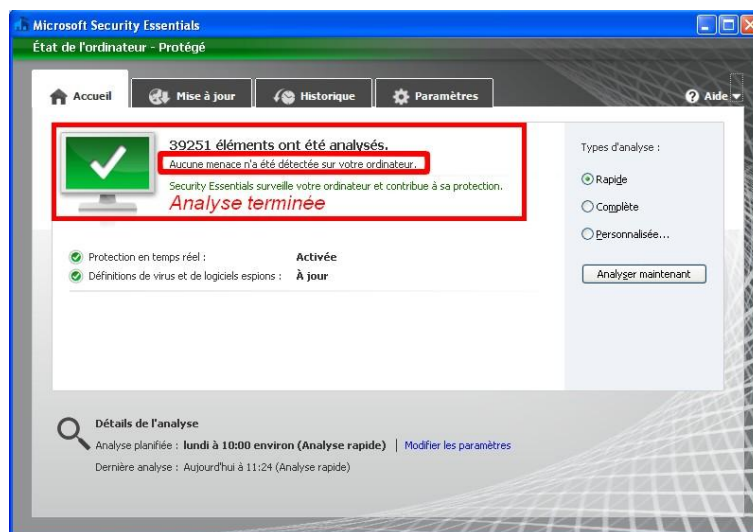 Microsoft Security Essentials
État de l'ordinateur - Protégé
Accueil
Mise à jour
Historique
Paramètres
Aide
39251 éléments ont été analysés.
Aucune menace n'a été détectée sur votre ordinateur.
Security Essentials surveille votre ordinateur et contribue à sa protection.
Analyse terminée
Types d'analyse :
Rapide
Complète
Personnalisée...
Analyser maintenant
Protection en temps réel : Activée
Définitions de virus et de logiciels espions : À jour
Détails de l'analyse
Analyse planifiée : lundi à 10:00 environ (Analyse rapide) | Modifier les paramètres
Dernière analyse : Aujourd'hui à 11:24 (Analyse rapide)